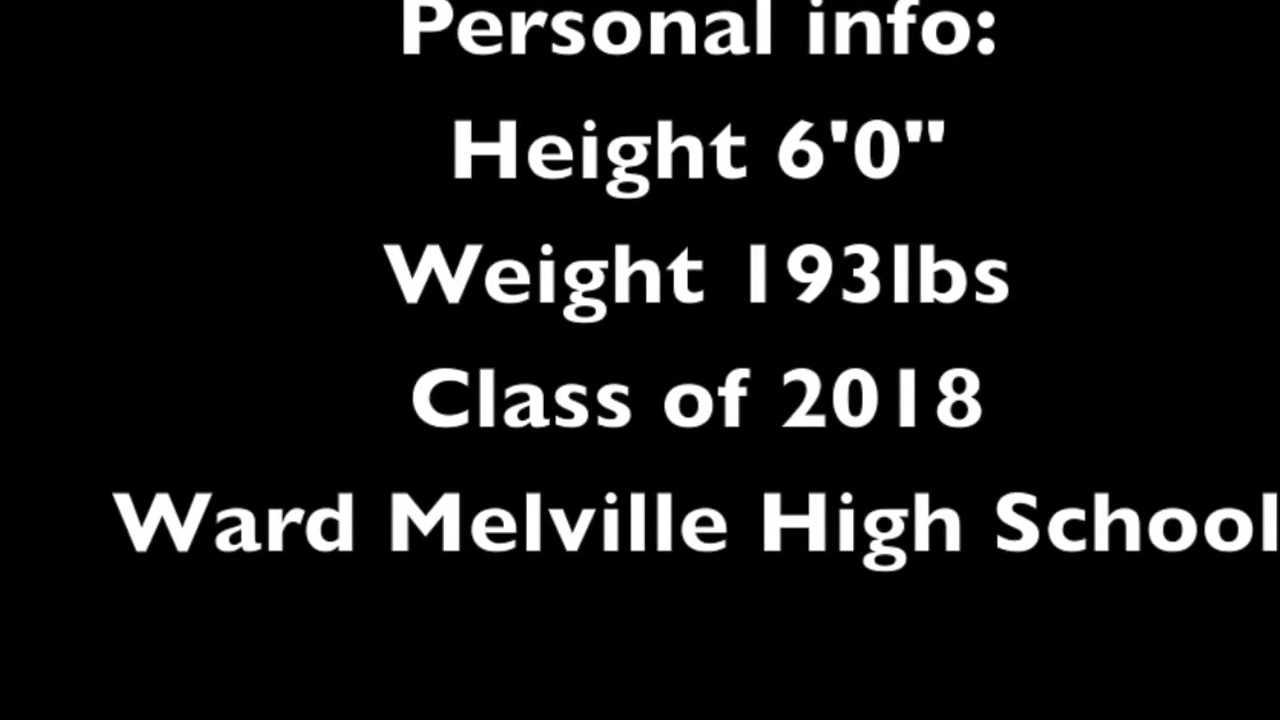 Personal info:
Height 6'0"
Weight 193lbs
Class of 2018
Ward Melville High School